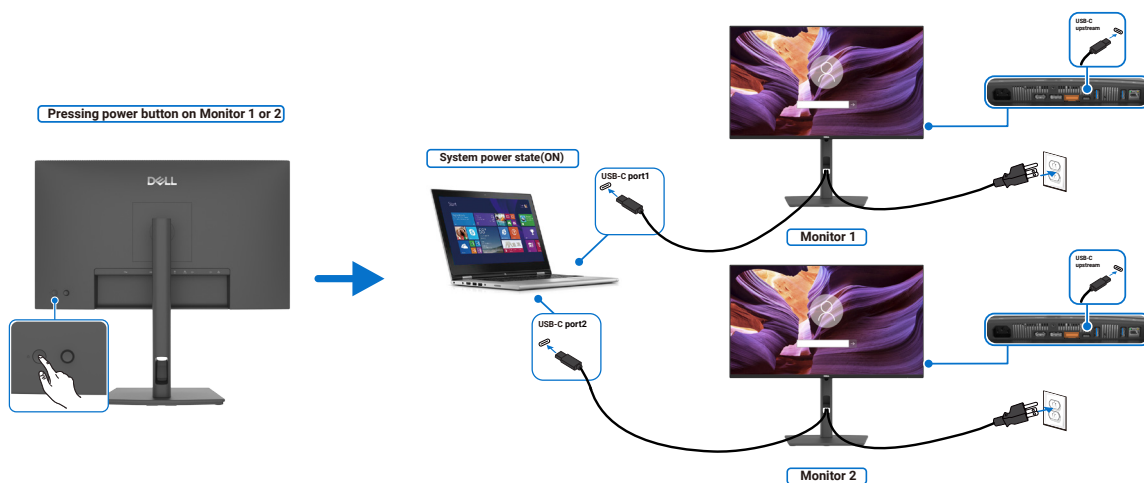 Pressing power button on Monitor 1 or 2
DELL
System power state(ON)
Start
USB-C port1
USB-C port2
Monitor 1
USB-C
upstream
Monitor 2
USB-C
upstream